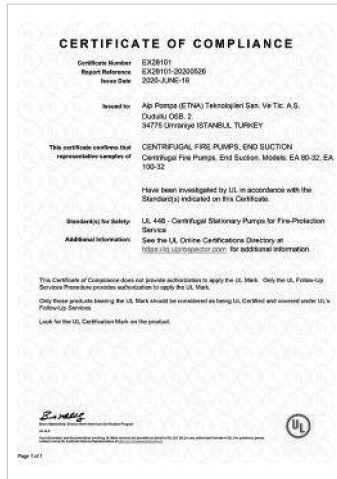 CERTIFICATE OF COMPLIANCE
Certificate Number EX28101
Report Reference EX28101-20200526
Issue Date 2020-JUNE-18
Issued to: Alp Pompa (ETNA) Teknolojileri San. Ve Tic. A.S.
Dudullu OSB. 2.
34775 Umraniye ISTANBUL TURKEY
This certificate confirms that CENTRIFUGAL FIRE PUMPS, END SUCTION
representative samples of Centrifugal Fire Pumps, End Suction. Models. EA 80-32, EA
100-32
Have been investigated by UL in accordance with the
Standard(s) indicated on this Certificate.
Standard(s) for Safety: UL 448 - Centrifugal Stationary Pumps for Fire-Protection
Service
Additional Information: See the UL Online Certifications Directory at
https://iq.ulprospector.com for additional information.
This Certificate of Compliance does not provide authorization to apply the UL Mark. Only the UL Follow-Up
Services Procedure provides authorization to apply the UL Mark.
Only those products bearing the UL Mark should be considered as being UL Certified and covered under UL's
Follow-Up Services.
Look for the UL Certification Mark on the product.
UL
Page 1 of 1